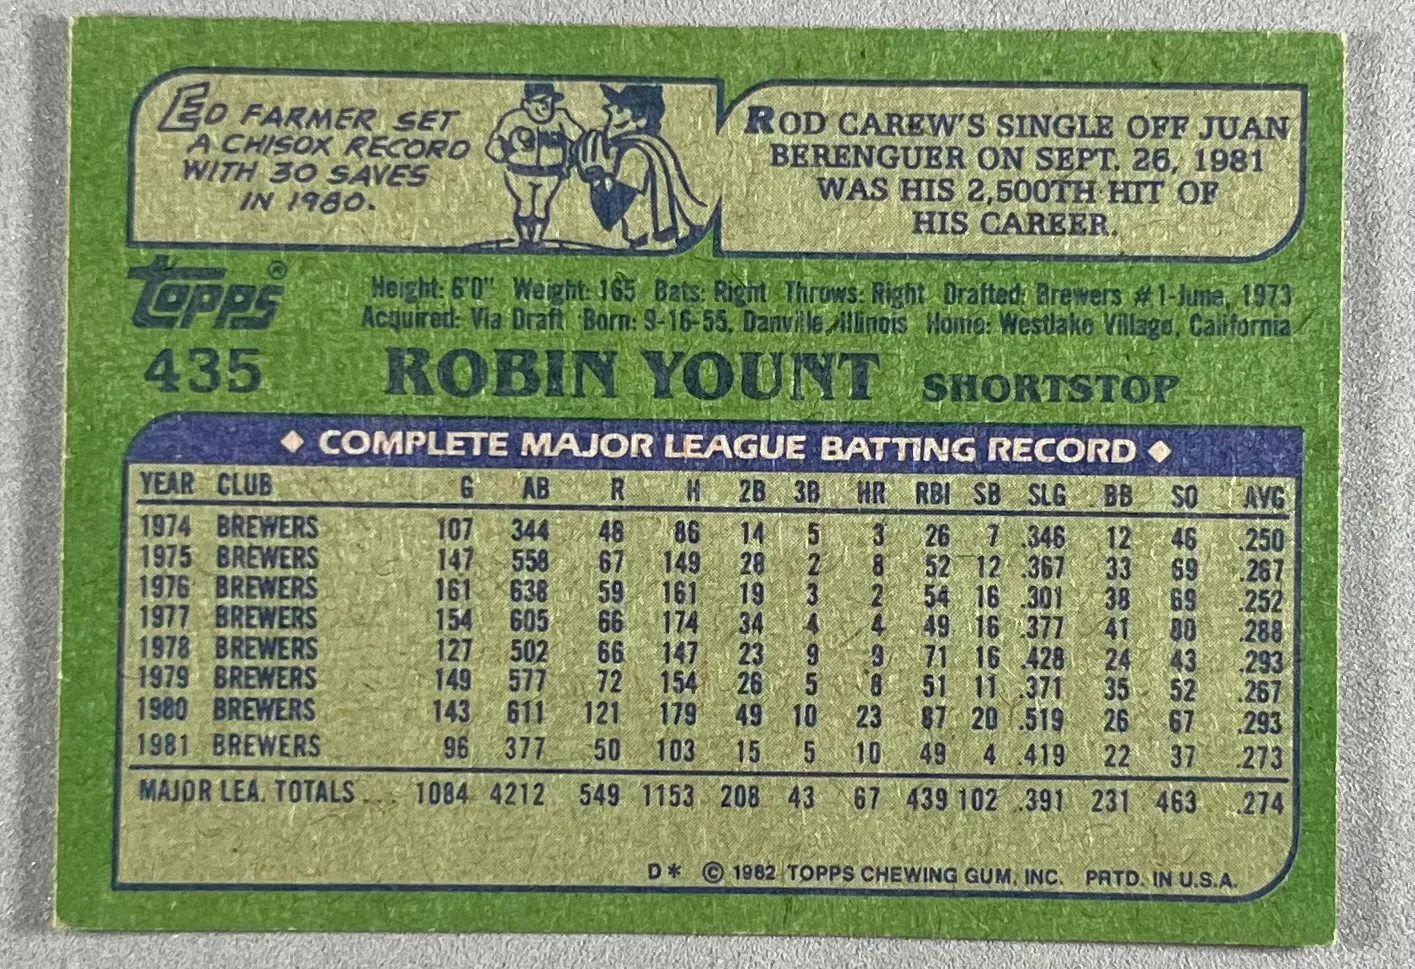 ED FARMER SET
A CHISOX RECORD
WITH 30 SAVES
IN 1980.
ROD CAREW'S SINGLE OFF JUAN
BERENGUER ON SEPT. 26, 1981
WAS HIS 2,500TH HIT OF
HIS CAREER.
Topps®
Height: 6'0" Weight: 165 Bats: Right Throws: Right Drafted: Brewers #1-June, 1973
Acquired: Via Draft Born: 9-16-55, Danville, Illinois Home: Westlake Village, California
435 ROBIN YOUNT SHORTSTOP
◆ COMPLETE MAJOR LEAGUE BATTING RECORD ◆
YEAR CLUB G AB R H 2B 3B HR RBI SB SLG BB SO AVG
1974 BREWERS 107 344 48 86 14 5 3 26 7 .346 12 46 .250
1975 BREWERS 147 558 67 149 28 2 8 52 12 .367 33 69 .267
1976 BREWERS 161 638 59 161 19 3 2 54 16 .301 38 69 .252
1977 BREWERS 154 605 66 174 34 4 4 49 16 .377 41 80 .288
1978 BREWERS 127 502 66 147 23 9 9 71 16 .428 24 43 .293
1979 BREWERS 149 577 72 154 26 5 8 51 11 .371 35 52 .267
1980 BREWERS 143 611 121 179 49 10 23 87 20 .519 26 67 .293
1981 BREWERS 96 377 50 103 15 5 10 49 4 .419 22 37 .273
MAJOR LEA. TOTALS.... 1084 4212 549 1153 208 43 67 439 102 .391 231 463 .274
D* © 1982 TOPPS CHEWING GUM, INC. PRTD. IN U.S.A.